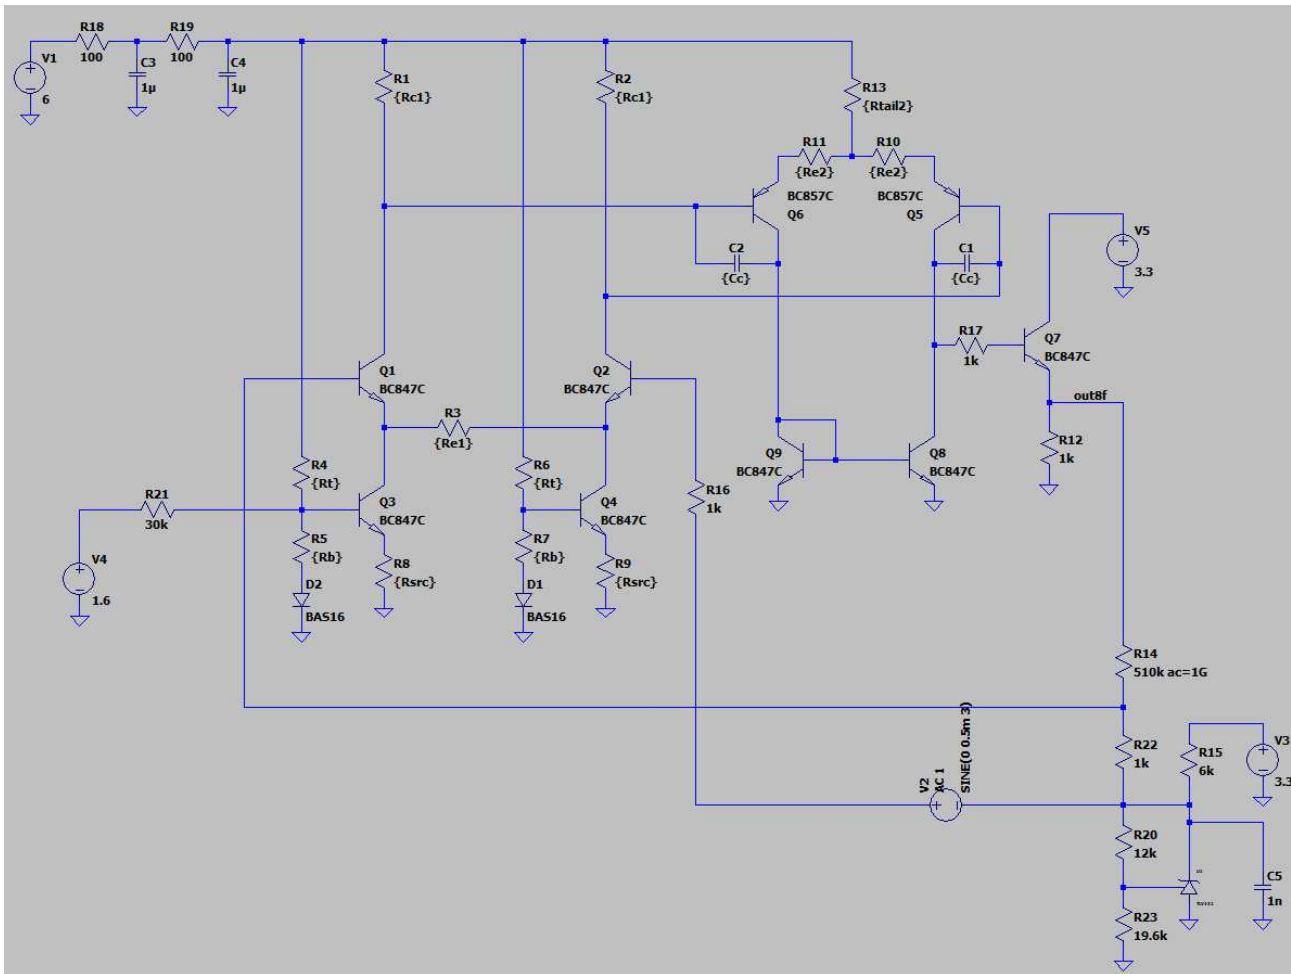 R18
100
R19
100
V1
6
C3
1µ
C4
1µ
R1
{Rc1}
R2
{Rc1}
R13
{Rtail2}
R11
{Re2}
R10
{Re2}
BC857C
Q6
BC857C
Q5
V5
3.3
C2
{Cc}
C1
{Cc}
R17
1k
Q7
BC847C
Q1
BC847C
Q2
BC847C
out8f
R3
{Re1}
R12
1k
Q9
BC847C
Q8
BC847C
R4
{Rt}
R6
{Rt}
R16
1k
R21
30k
Q3
BC847C
Q4
BC847C
R5
{Rb}
R7
{Rb}
V4
1.6
R8
{Rsrc}
R9
{Rsrc}
D2
BAS16
D1
BAS16
R14
510k ac=1G
R22
1k
R15
6k
V3
3.3
V2
AC 1
SINE(0 0.5m 3)
R20
12k
C5
1n
R23
19.6k